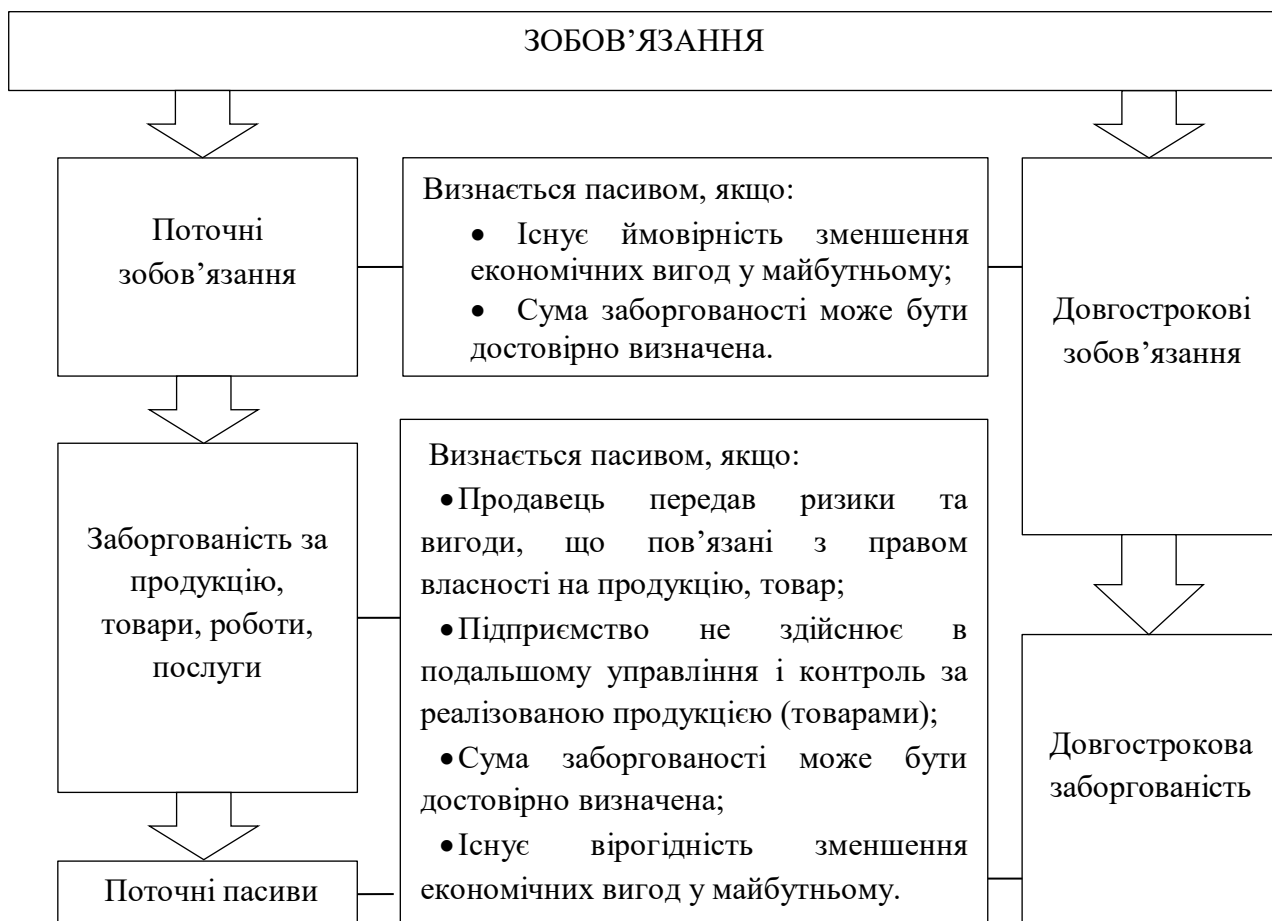 ЗОБОВ’ЯЗАННЯ
Поточні
зобов’язання
Визнається пасивом, якщо:
• Існує ймовірність зменшення
економічних вигод у майбутньому;
• Сума заборгованості може бути
достовірно визначена.
Довгострокові
зобов’язання
Заборгованість за
продукцію,
товари, роботи,
послуги
Визнається пасивом, якщо:
•Продавець передав ризики та
вигоди, що пов’язані з правом
власності на продукцію, товар;
•Підприємство не здійснює в
подальшому управління і контроль за
реалізованою продукцією (товарами);
•Сума заборгованості може бути
достовірно визначена;
•Існує вірогідність зменшення
економічних вигод у майбутньому.
Довгострокова
заборгованість
Поточні пасиви